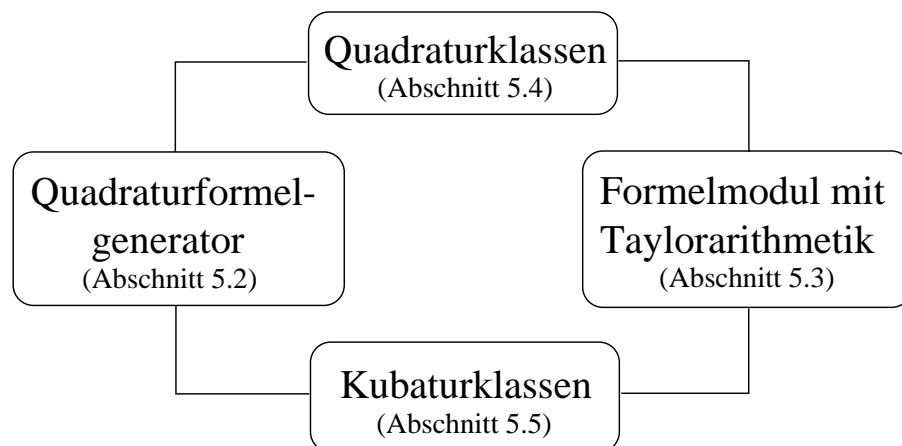 Quadraturklassen
(Abschnitt 5.4)
Quadraturformel-
generator
(Abschnitt 5.2)
Formelmodul mit
Taylorarithmetik
(Abschnitt 5.3)
Kubaturklassen
(Abschnitt 5.5)